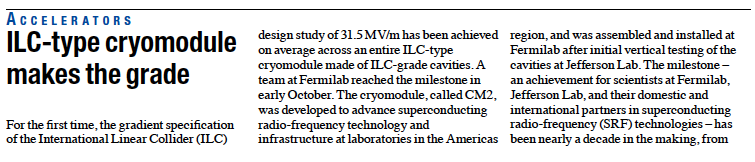 ACCELERATORS
ILC-type cryomodule
makes the grade
For the first time, the gradient specification
of the International Linear Collider (ILC)
design study of 31.5 MV/m has been achieved
on average across an entire ILC-type
cryomodule made of ILC-grade cavities. A
team at Fermilab reached the milestone in
early October. The cryomodule, called CM2,
was developed to advance superconducting
radio-frequency technology and
infrastructure at laboratories in the Americas
region, and was assembled and installed at
Fermilab after initial vertical testing of the
cavities at Jefferson Lab. The milestone –
an achievement for scientists at Fermilab,
Jefferson Lab, and their domestic and
international partners in superconducting
radio-frequency (SRF) technologies – has
been nearly a decade in the making, from